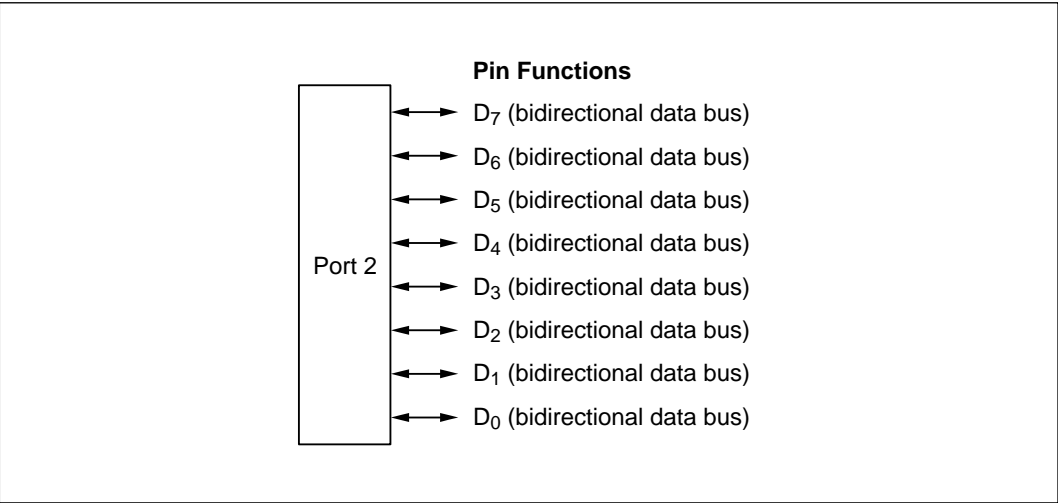 Pin Functions
D7 (bidirectional data bus)
D6 (bidirectional data bus)
D5 (bidirectional data bus)
D4 (bidirectional data bus)
Port 2
D3 (bidirectional data bus)
D2 (bidirectional data bus)
D1 (bidirectional data bus)
D0 (bidirectional data bus)